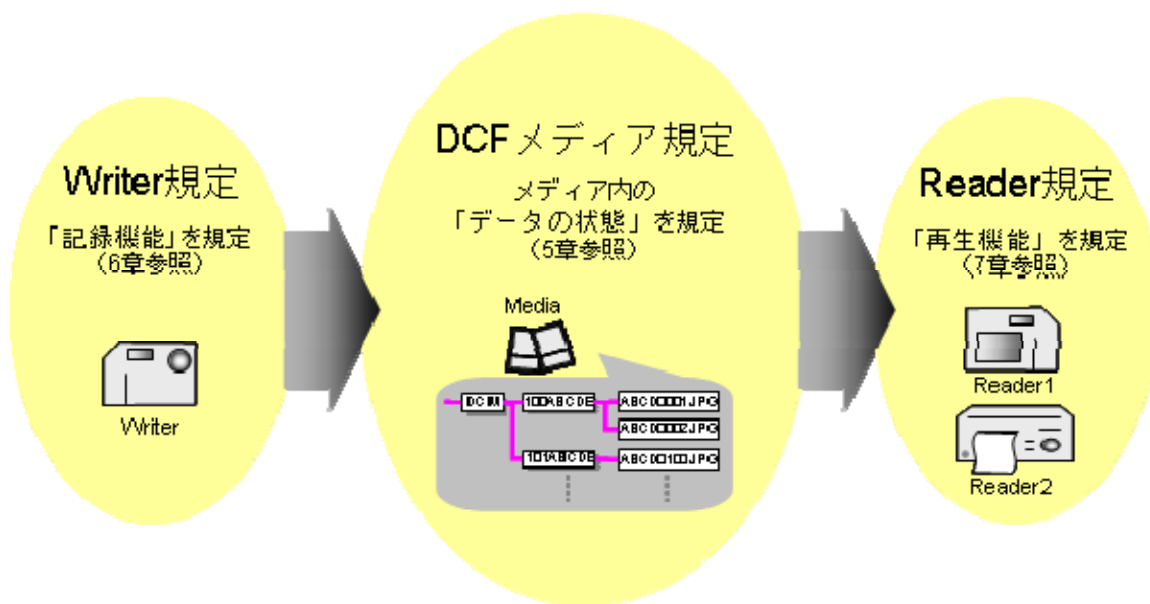 Writer規定
「記録機能」を規定
(6章参照)
Writer
DCFメディア規定
メディア内の
「データの状態」を規定
(5章参照)
Media
DCIM
100ABCDE
ABCD0001.JPG
ABCD0002.JPG
101ABCDE
ABCD0100.JPG
Reader規定
「再生機能」を規定
(7章参照)
Reader1
Reader2